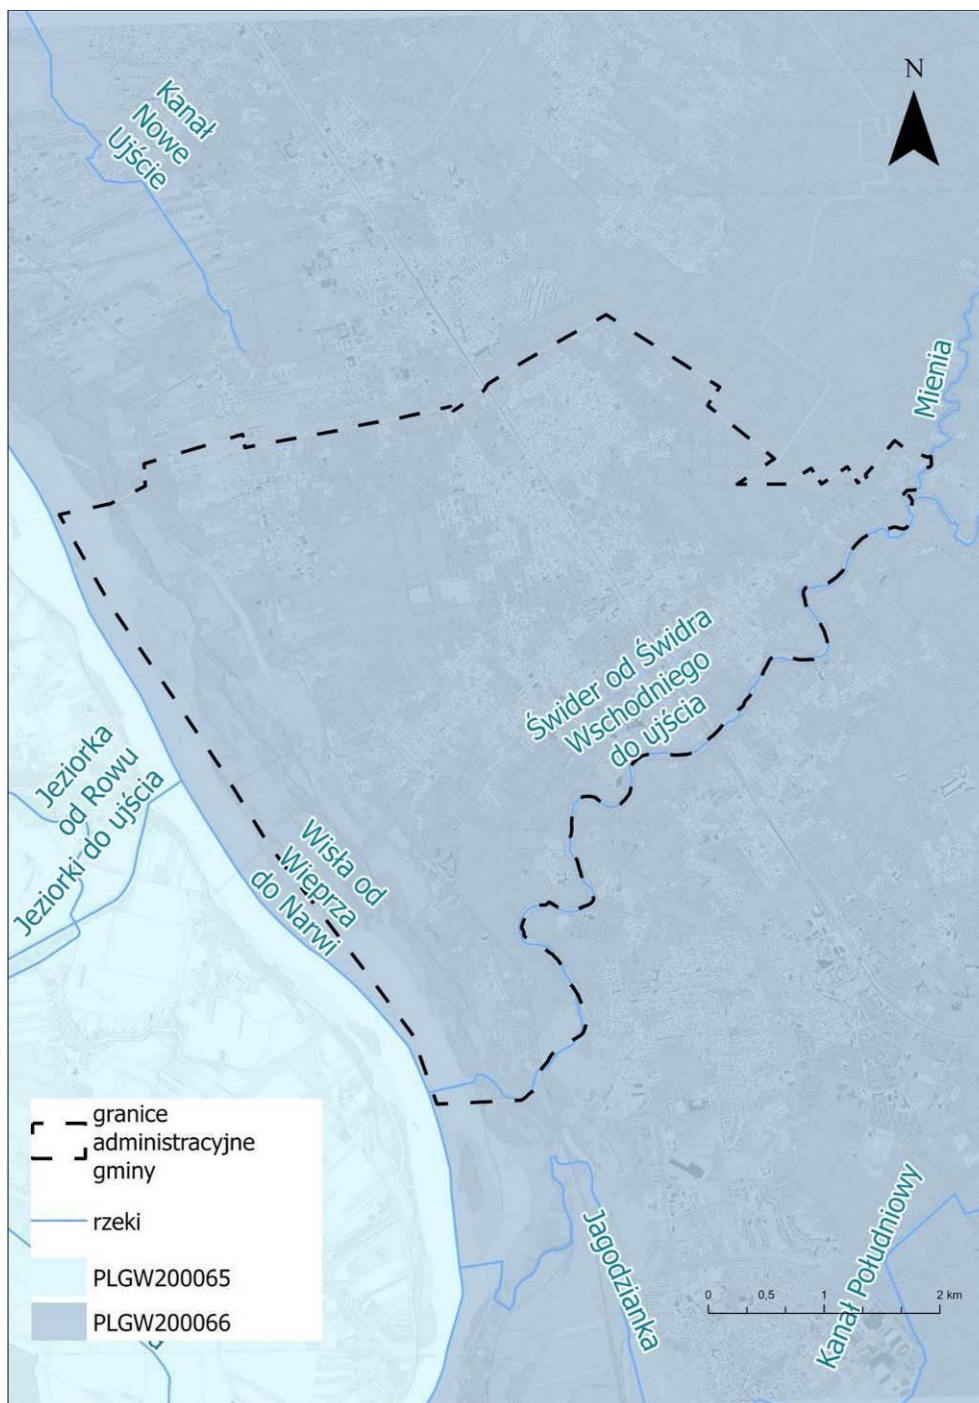 Kanał
Nowe
Ujście
N
Mienia
Świder od Świdra
Wschodniego
do ujścia
Jeziorka
od Rowu
Jeziorki do ujścia
Wisła od
Wieprza
do Narwi
granice
administracyjne
gminy
rzeki
PLGW200065
PLGW200066
Jagodzianka
Kanał Południowy
0 0,5 1 2 km